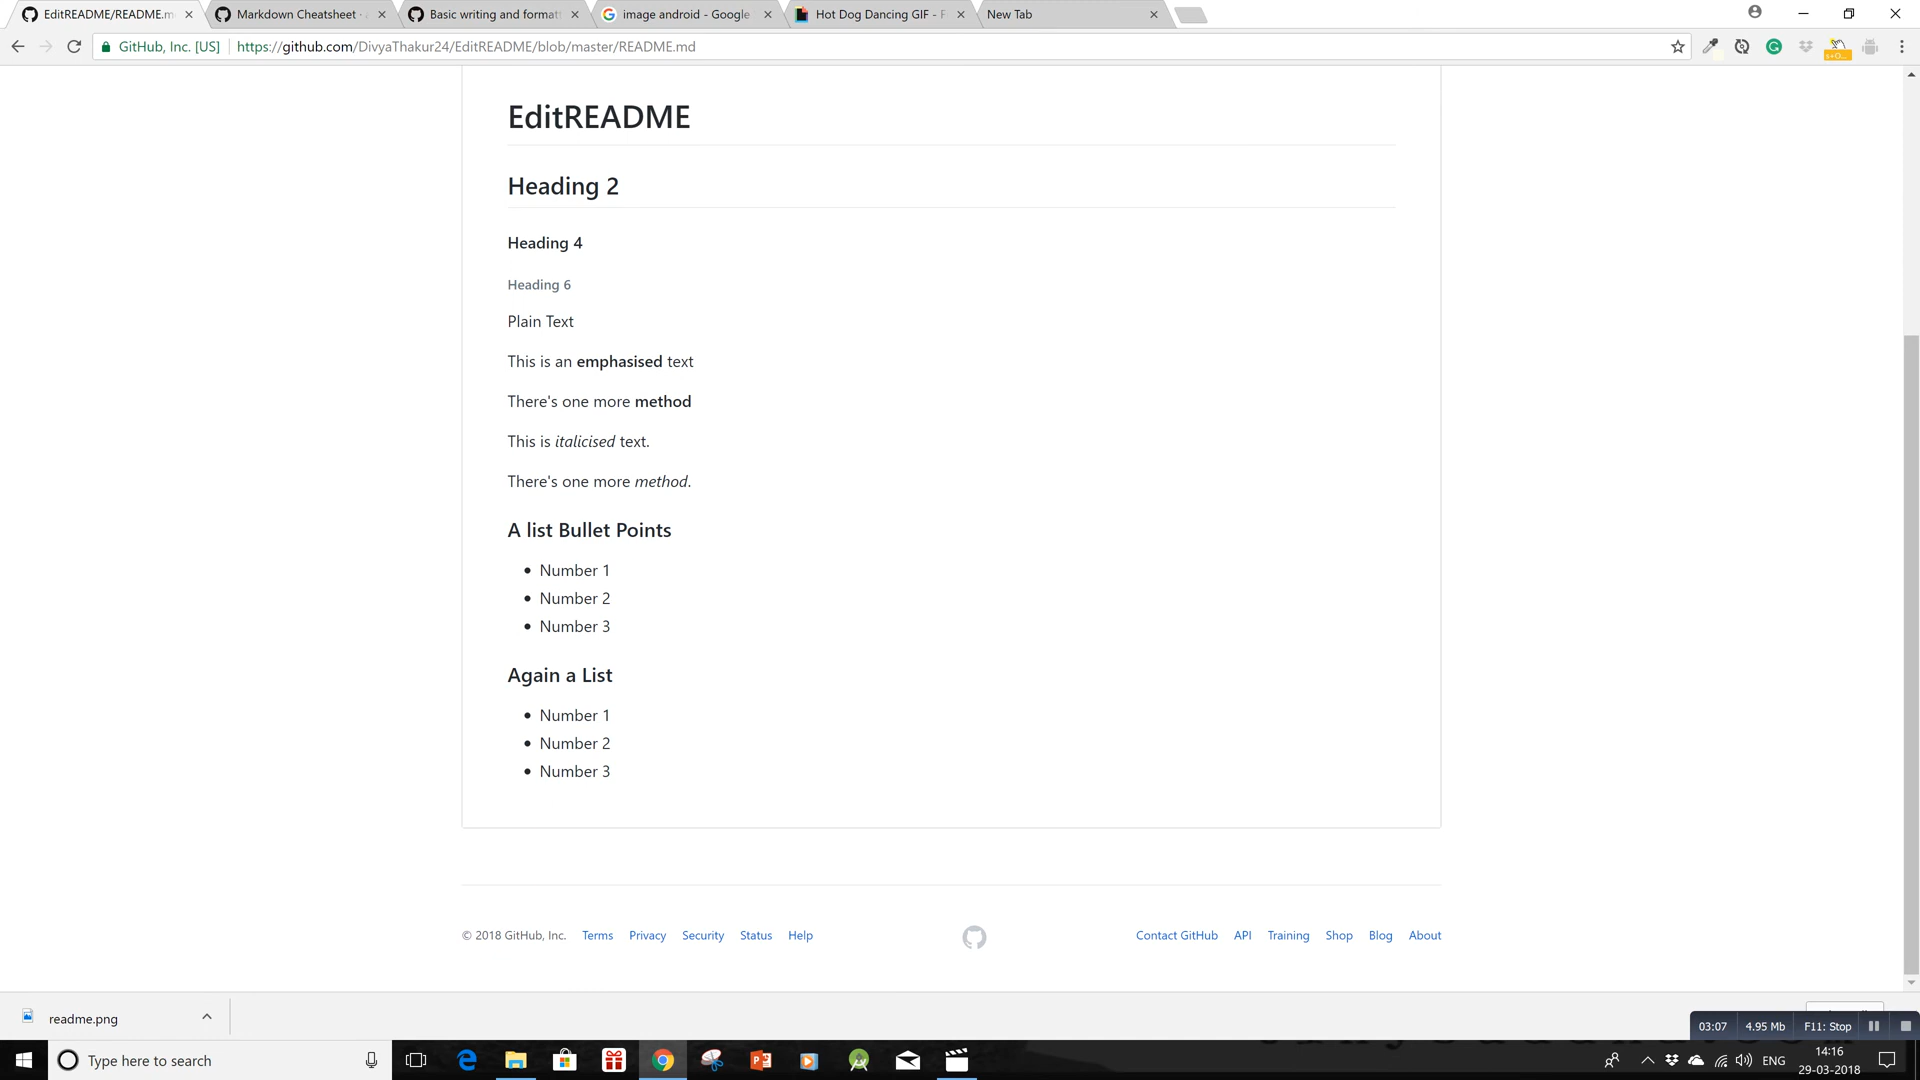 EditREADME/README.m
Markdown Cheatsheet ·
Basic writing and format
image android - Google
Hot Dog Dancing GIF - F
New Tab
GitHub, Inc. [US]
https://github.com/DivyaThakur24/EditREADME/blob/master/README.md
EditREADME
Heading 2
Heading 4
Heading 6
Plain Text
This is an emphasised text
There's one more method
This is italicised text.
There's one more method.
A list Bullet Points
• Number 1
• Number 2
• Number 3
Again a List
• Number 1
• Number 2
• Number 3
© 2018 GitHub, Inc. Terms Privacy Security Status Help
Contact GitHub API Training Shop Blog About
readme.png
03:07 4.95 Mb F11: Stop
Type here to search
ENG
14:16
29-03-2018